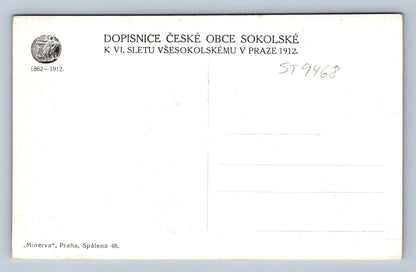 DOPISNICE ČESKÉ OBCE SOKOLSKÉ
K VI. SLETU VŠESOKOLSKÉMU V PRAZE 1912.
1862—1912.
ST9468
„Minerva", Praha, Spálená 48.